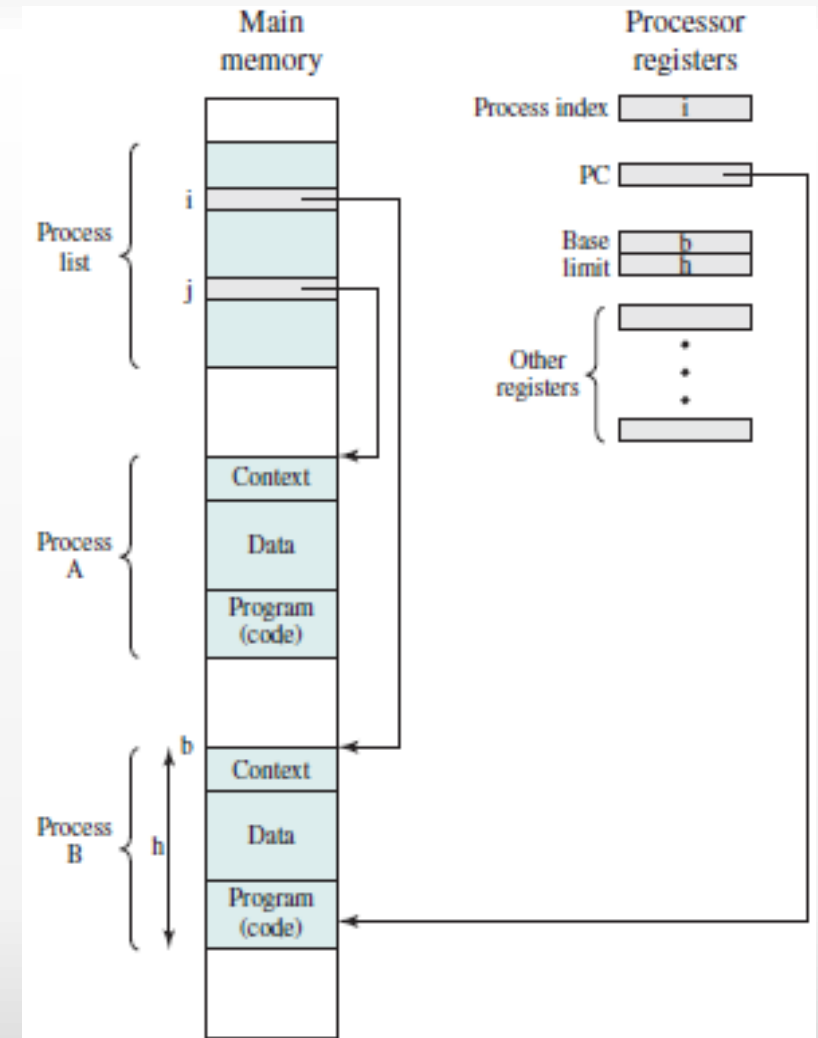 Main
memory
Processor
registers
Process index
i
PC
Base
limit
b
h
Other
registers
Process
list
i
j
Process
A
Context
Data
Program
(code)
Process
B
b
h
Context
Data
Program
(code)